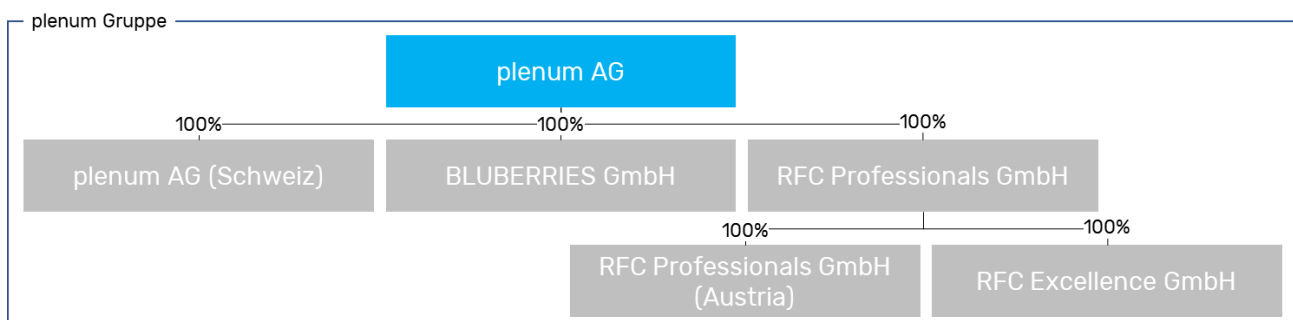 plenum Gruppe
plenum AG
100%
100%
100%
plenum AG (Schweiz)
BLUBERRIES GmbH
RFC Professionals GmbH
100%
100%
RFC Professionals GmbH
(Austria)
RFC Excellence GmbH